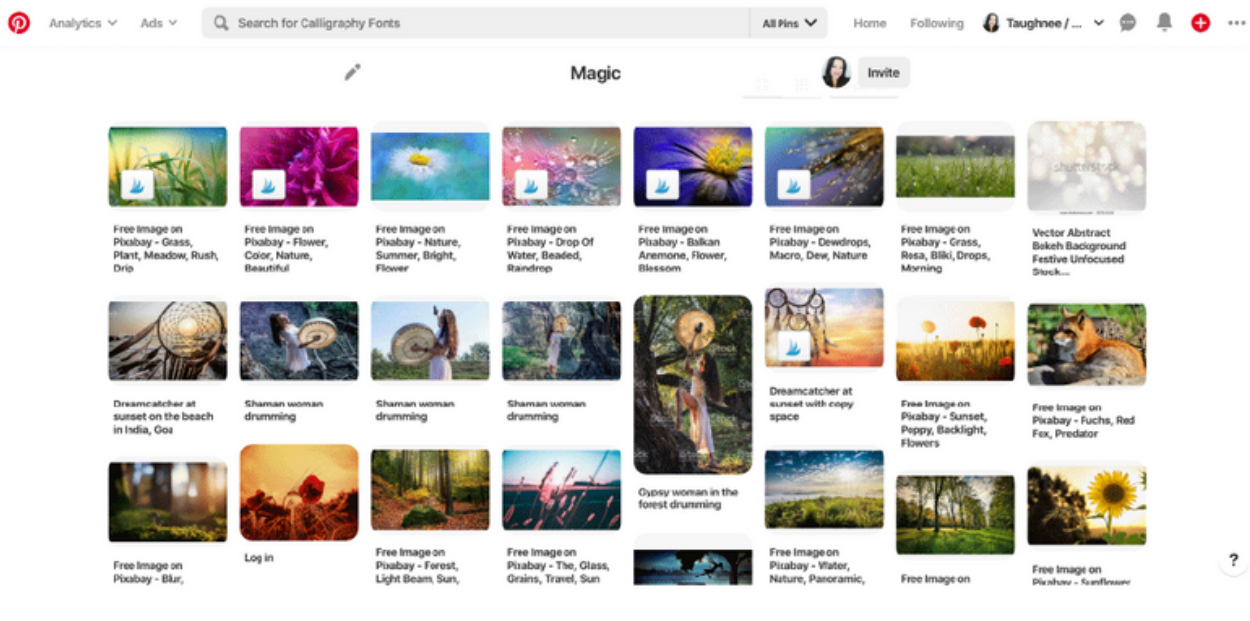 Analytics
Ads
Search for Calligraphy Fonts
All Pins
Home
Following
Taughnee / ...
Magic
Invite
Free Image on
Pixabay - Grass,
Plant, Meadow, Rush,
Drip
Free Image on
Pixabay - Flower,
Color, Nature,
Beautiful
Free Image on
Pixabay - Nature,
Summer, Bright,
Flower
Free Image on
Pixabay - Drop Of
Water, Beaded,
Raindrop
Free Image on
Pixabay - Balkan
Anemone, Flower,
Blossom
Free Image on
Pixabay - Dewdrops,
Macro, Dew, Nature
Free Image on
Pixabay - Grass,
Rosa, Bliki, Drops,
Morning
shutterstock
Vector Abstract
Bokeh Background
Festive Unfocused
Stock...
Dreamcatcher at
sunset on the beach
in India, Goa
Shaman woman
drumming
Shaman woman
drumming
Shaman woman
drumming
Gypsy woman in the
forest drumming
Dreamcatcher at
sunset with copy
space
Free Image on
Pixabay - Sunset,
Poppy, Backlight,
Flowers
Free Image on
Pixabay - Fuchs, Red
Fox, Predator
Free Image on
Pixabay - Blur,
Log in
Free Image on
Pixabay - Forest,
Light Beam, Sun,
Free Image on
Pixabay - The, Glass,
Grains, Travel, Sun
Free Image on
Pixabay - Water,
Nature, Panoramic,
Free Image on
Free Image on
Pixabay - Sunflower
?